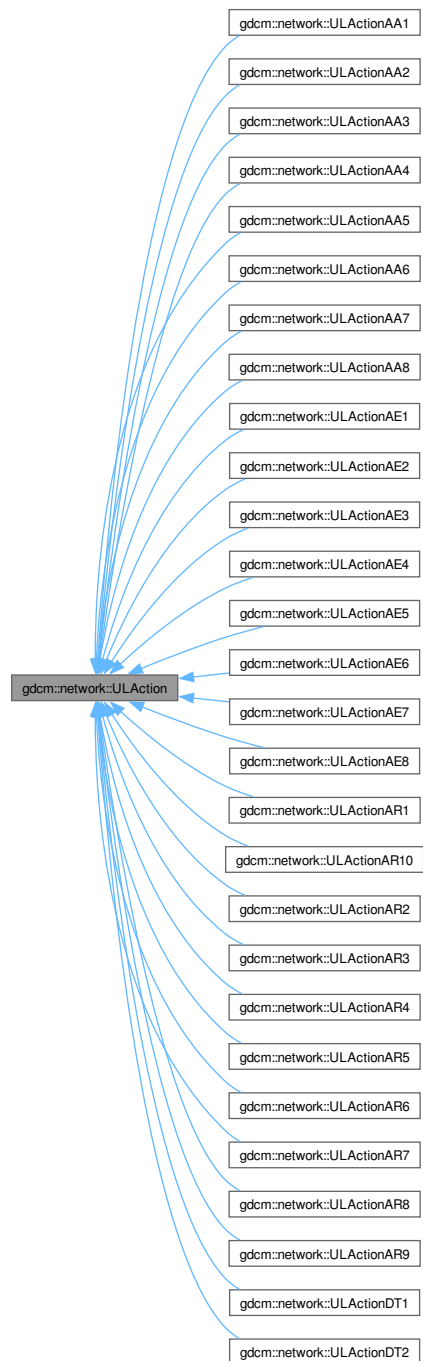 gdcm::network::ULActionAA1
gdcm::network::ULActionAA2
gdcm::network::ULActionAA3
gdcm::network::ULActionAA4
gdcm::network::ULActionAA5
gdcm::network::ULActionAA6
gdcm::network::ULActionAA7
gdcm::network::ULActionAA8
gdcm::network::ULActionAE1
gdcm::network::ULActionAE2
gdcm::network::ULActionAE3
gdcm::network::ULActionAE4
gdcm::network::ULActionAE5
gdcm::network::ULActionAE6
gdcm::network::ULAction
gdcm::network::ULActionAE7
gdcm::network::ULActionAE8
gdcm::network::ULActionAR1
gdcm::network::ULActionAR10
gdcm::network::ULActionAR2
gdcm::network::ULActionAR3
gdcm::network::ULActionAR4
gdcm::network::ULActionAR5
gdcm::network::ULActionAR6
gdcm::network::ULActionAR7
gdcm::network::ULActionAR8
gdcm::network::ULActionAR9
gdcm::network::ULActionDT1
gdcm::network::ULActionDT2